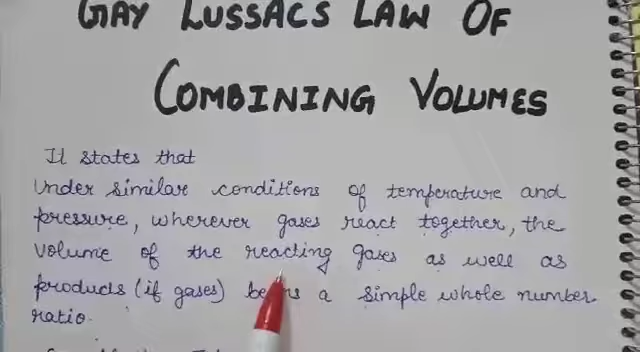 GAY LUSSACS LAW OF
COMBINING VOLUMES
It states that
Under similar conditions of temperature and
pressure, wherever gases react together, the
volume of the reacting gases as well as
products (if gases) a simple whole number
ratio.